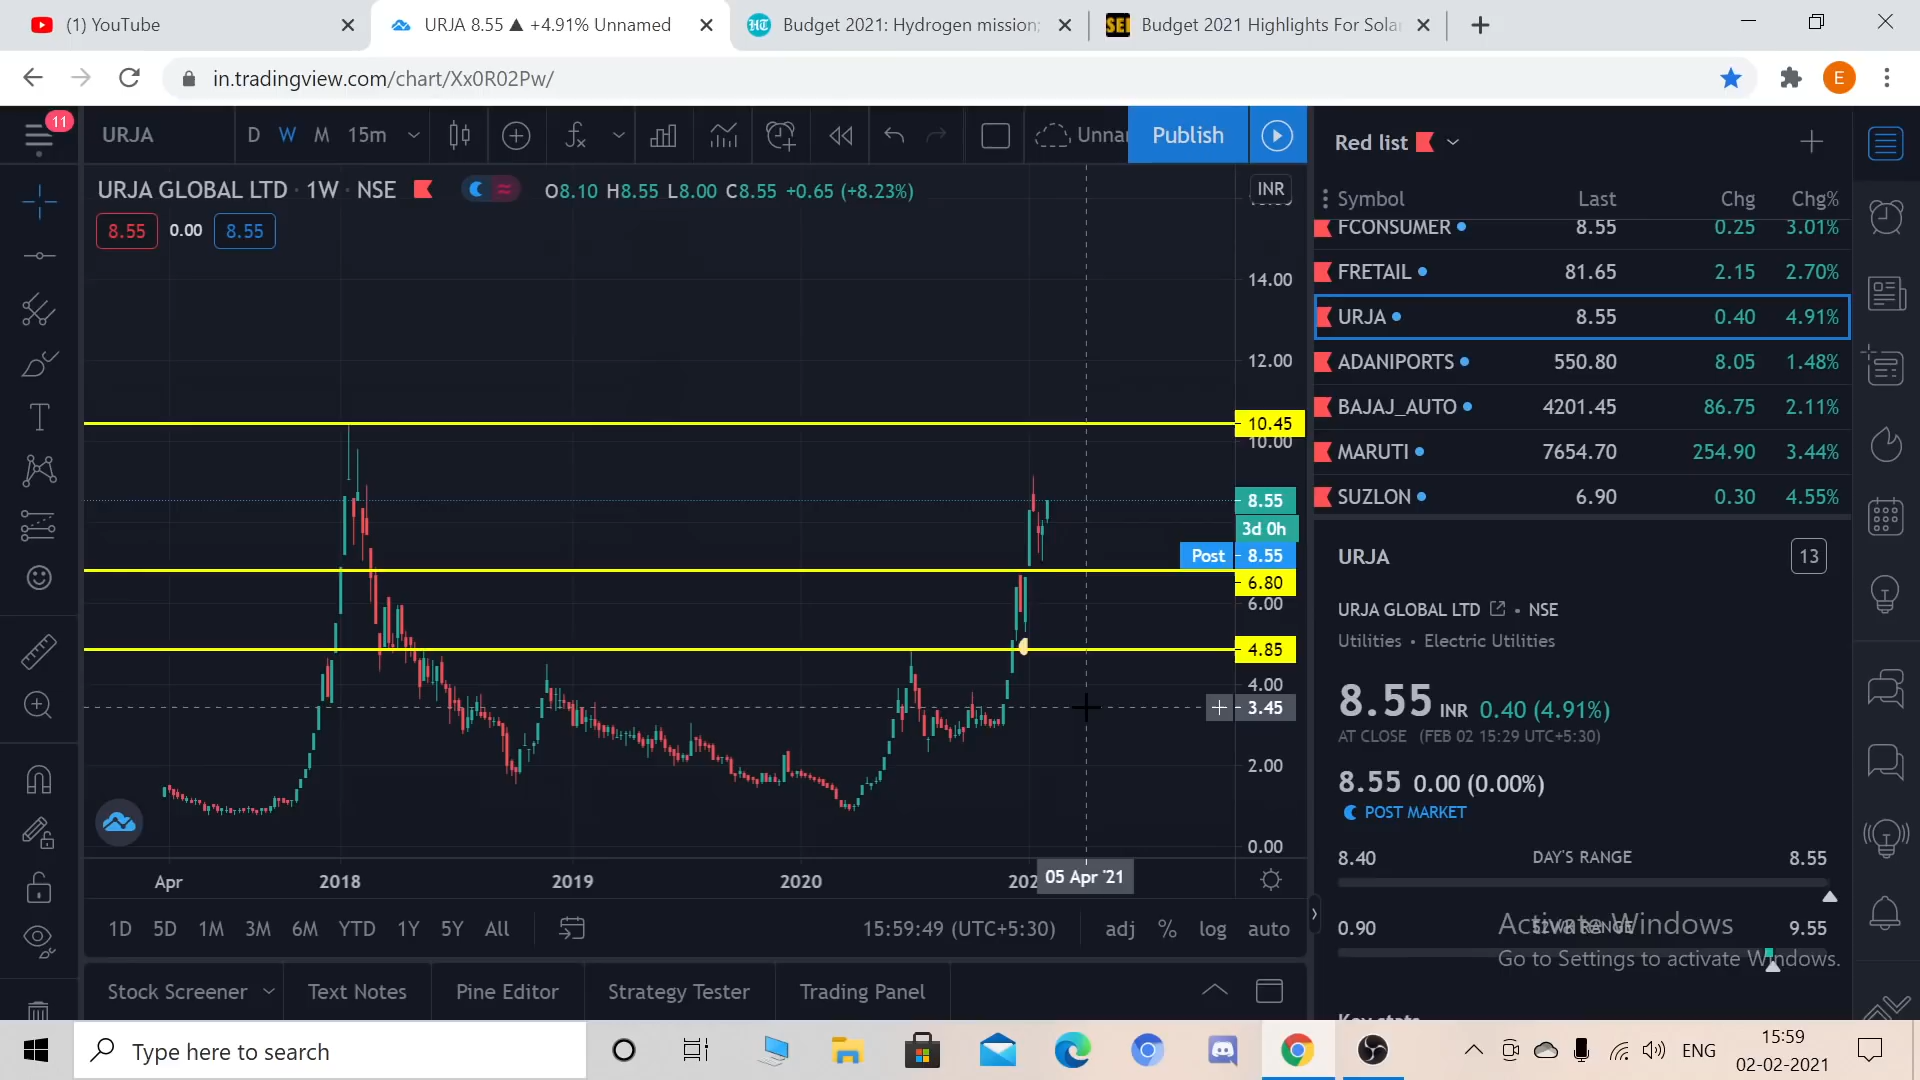 (1) YouTube
URJA 8.55 ▲ +4.91% Unnamed
Budget 2021: Hydrogen mission;
Budget 2021 Highlights For Sola
in.tradingview.com/chart/Xx0R02Pw/
E
11
URJA
D W M 15m
Unnar
Publish
URJA GLOBAL LTD · 1W · NSE
O8.10 H8.55 L8.00 C8.55 +0.65 (+8.23%)
8.55 0.00 8.55
INR
14.00
12.00
10.45
10.00
8.55
3d 0h
Post 8.55
6.80
6.00
4.85
4.00
3.45
2.00
0.00
Apr 2018 2019 2020 202 05 Apr '21
1D 5D 1M 3M 6M YTD 1Y 5Y All
15:59:49 (UTC+5:30)
adj % log auto
Stock Screener Text Notes Pine Editor Strategy Tester Trading Panel
Red list
Symbol Last Chg Chg%
FCONSUMER 8.55 0.25 3.01%
FRETAIL 81.65 2.15 2.70%
URJA 8.55 0.40 4.91%
ADANIPORTS 550.80 8.05 1.48%
BAJAJ_AUTO 4201.45 86.75 2.11%
MARUTI 7654.70 254.90 3.44%
SUZLON 6.90 0.30 4.55%
URJA 13
URJA GLOBAL LTD • NSE
Utilities • Electric Utilities
8.55 INR 0.40 (4.91%)
AT CLOSE (FEB 02 15:29 UTC+5:30)
8.55 0.00 (0.00%)
POST MARKET
8.40 DAY'S RANGE 8.55
0.90 52WK RANGE 9.55
Activate Windows
Go to Settings to activate Windows.
Type here to search
ENG
15:59
02-02-2021